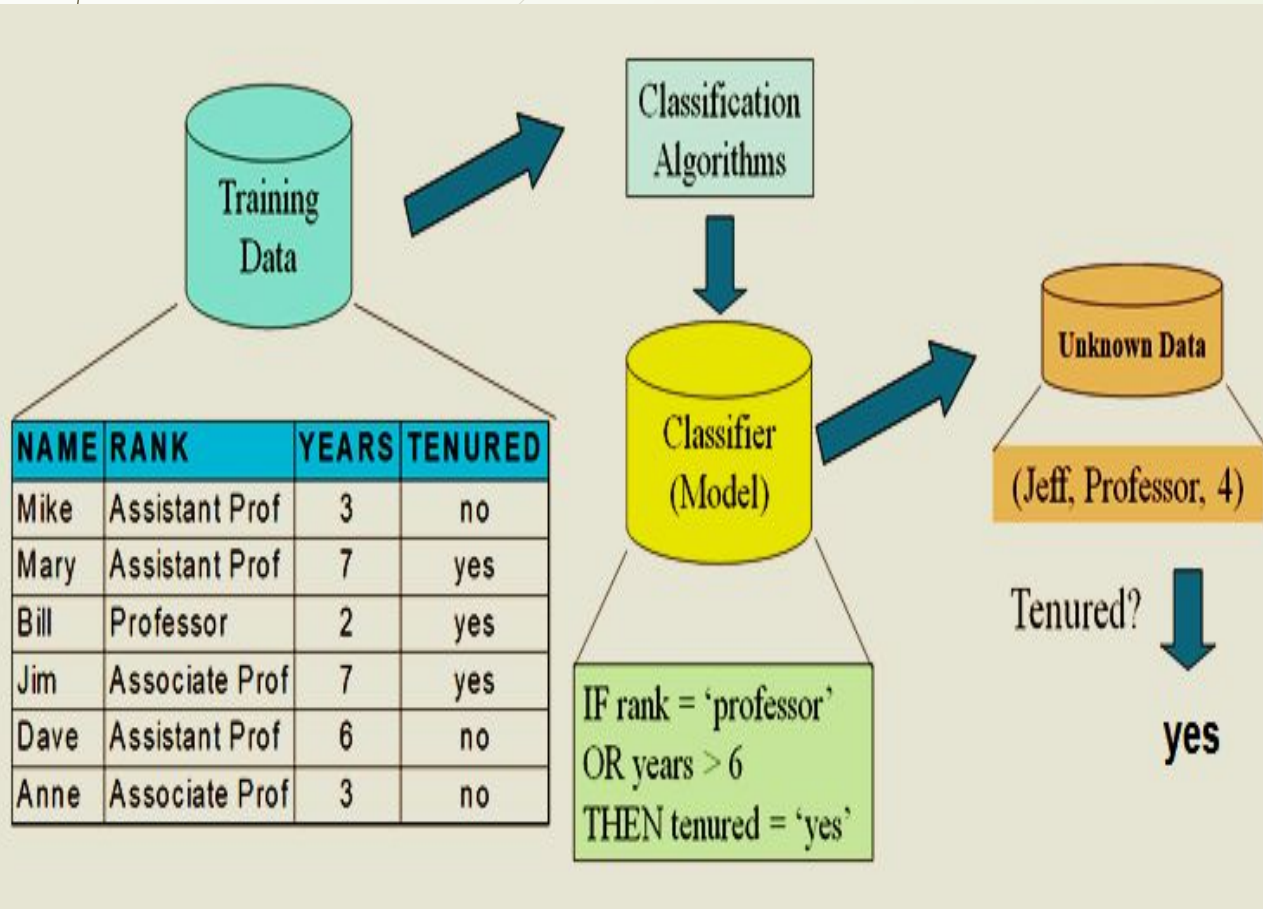 Training
Data
Classification
Algorithms
Classifier
(Model)
Unknown Data
(Jeff, Professor, 4)
Tenured?
yes
NAME RANK YEARS TENURED
Mike Assistant Prof 3 no
Mary Assistant Prof 7 yes
Bill Professor 2 yes
Jim Associate Prof 7 yes
Dave Assistant Prof 6 no
Anne Associate Prof 3 no
IF rank = ‘professor’
OR years > 6
THEN tenured = ‘yes’